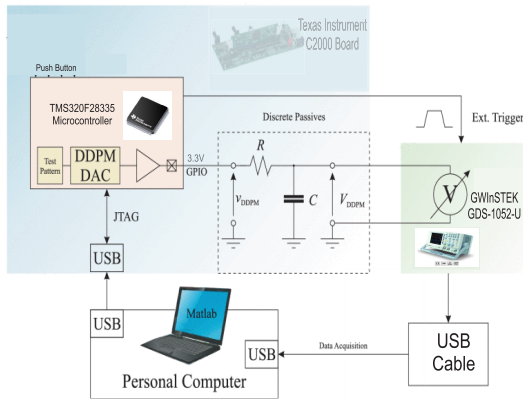 Texas Instrument
C2000 Board
Push Button
TMS320F28335
Microcontroller
Test
Pattern
DDPM
DAC
3.3V
GPIO
JTAG
USB
Discrete Passives
R
C
vDDPM
VDDPM
Ext. Trigger
V
GWInSTEK
GDS-1052-U
USB
Matlab
USB
Personal Computer
Data Acquisition
USB
Cable